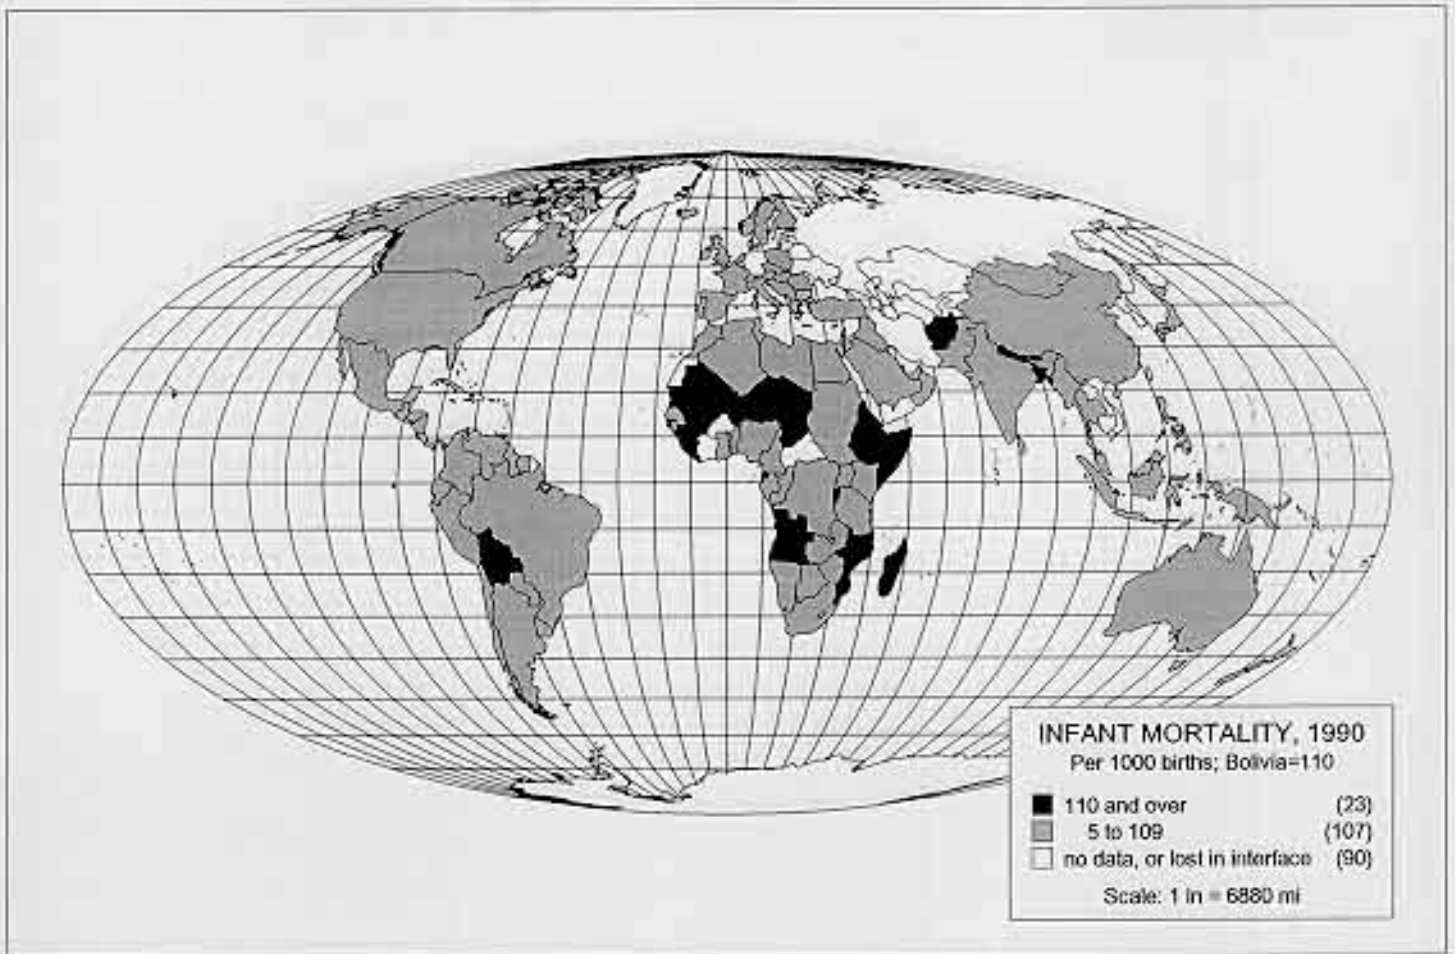 INFANT MORTALITY, 1990
Per 1000 births; Bolivia=110
110 and over (23)
5 to 109 (107)
no data, or lost in interface (90)
Scale: 1 in = 6880 mi